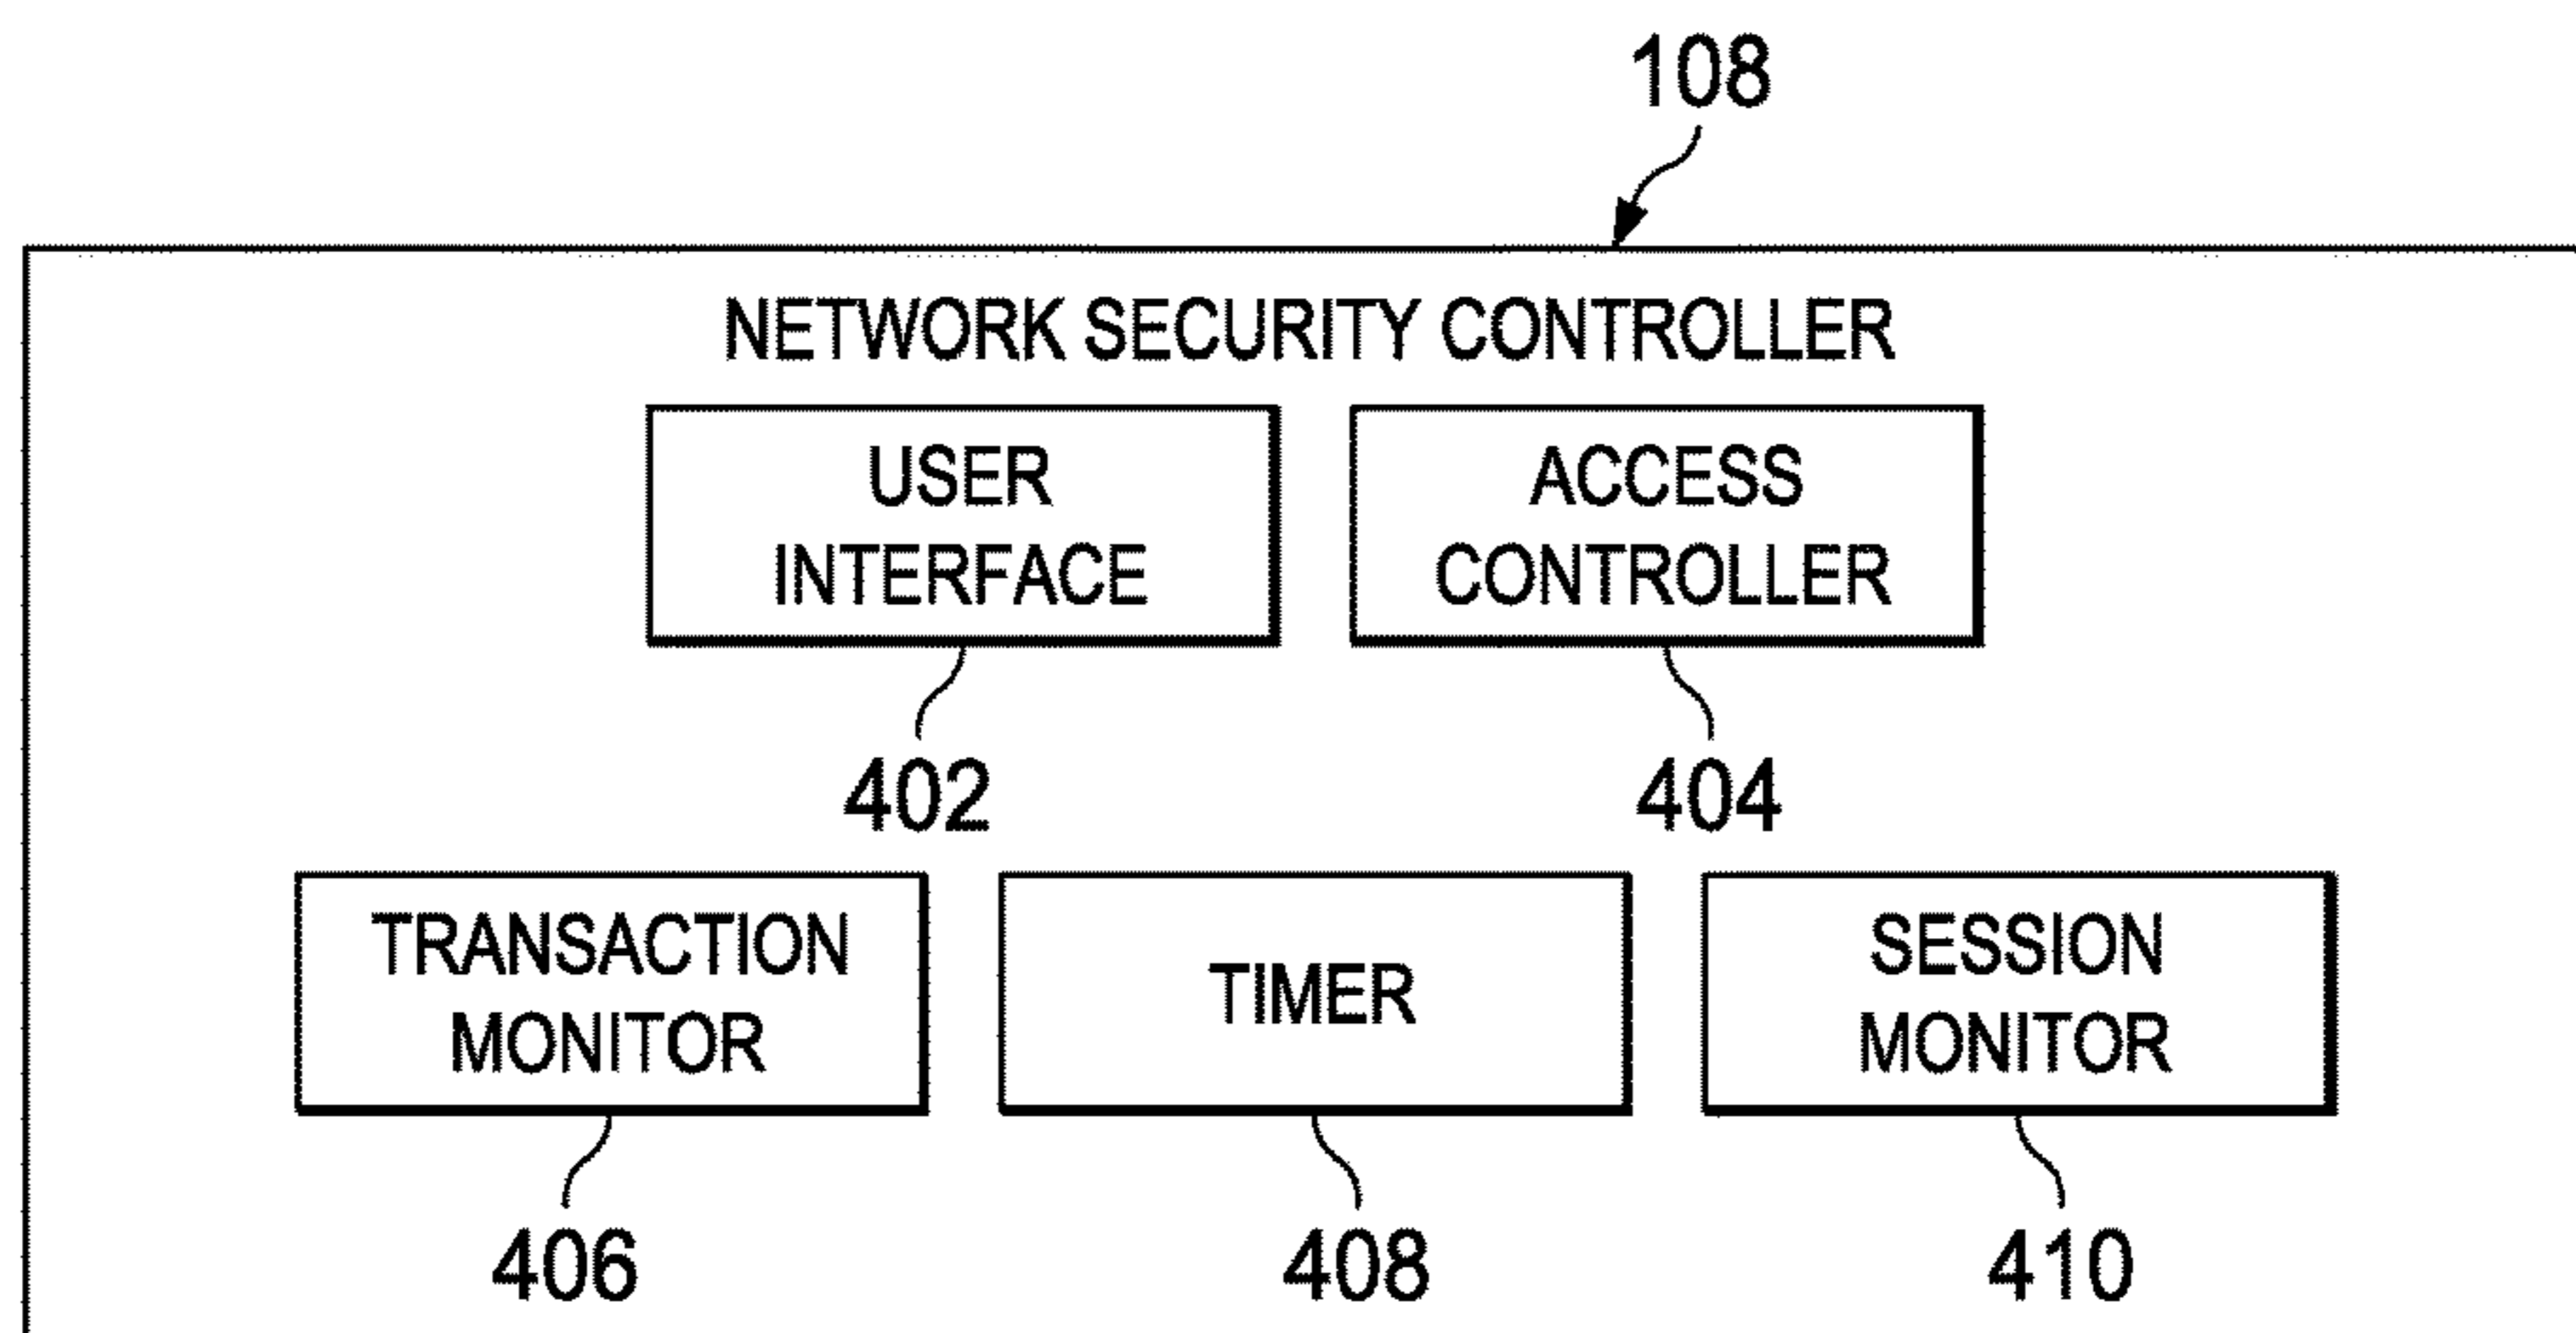 108
NETWORK SECURITY CONTROLLER
USER
INTERFACE
ACCESS
CONTROLLER
402
404
TRANSACTION
MONITOR
TIMER
SESSION
MONITOR
406
408
410